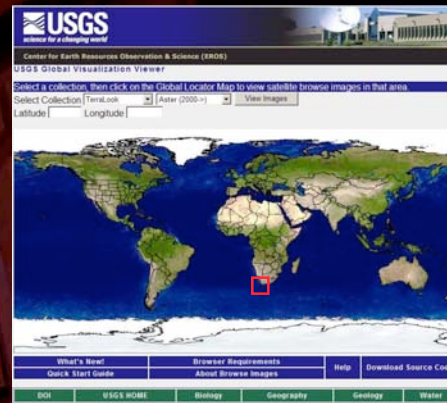 USGS
science for a changing world
Center for Earth Resources Observation & Science (EROS)
USGS Global Visualization Viewer
Select a collection, then click on the Global Locator Map to view satellite browse images in that area.
Select Collection TerraLook Aster (2000->) View Images
Latitude Longitude
What's New! Browser Requirements Help Download Source Cod
Quick Start Guide About Browse Images
DOI USGS HOME Biology Geography Geology Water